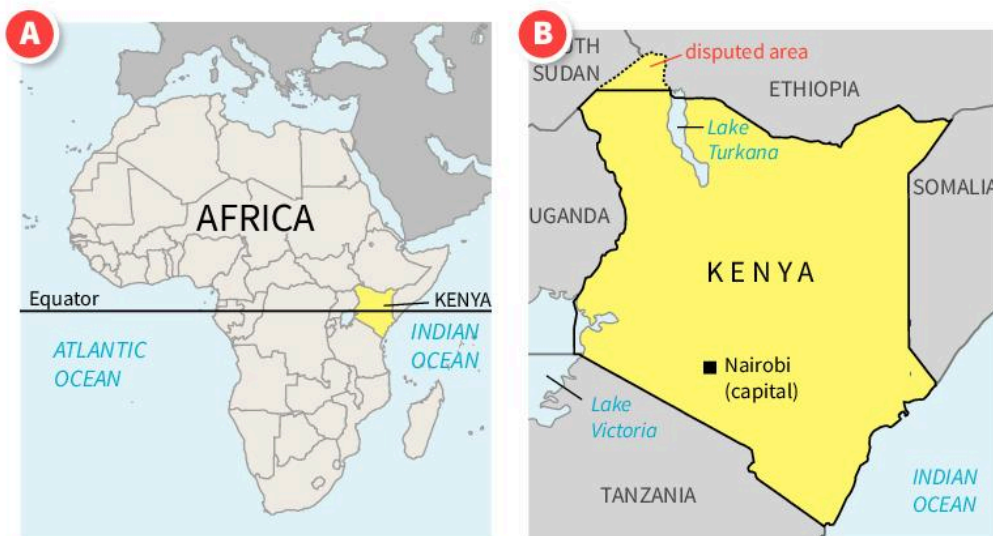 A
AFRICA
Equator
KENYA
ATLANTIC
OCEAN
INDIAN
OCEAN
B
UTH
SUDAN
disputed area
ETHIOPIA
Lake
Turkana
SOMALIA
UGANDA
KENYA
Nairobi
(capital)
Lake
Victoria
TANZANIA
INDIAN
OCEAN